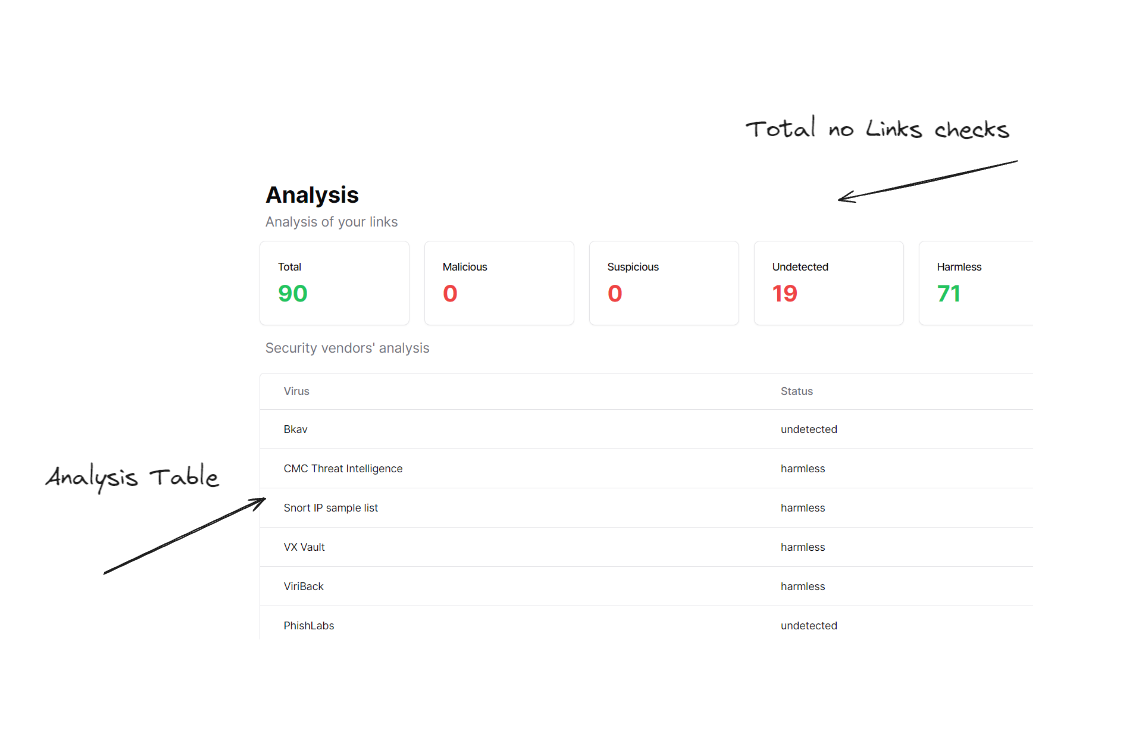 Total no Links checks
Analysis
Analysis of your links
Total Malicious Suspicious Undetected Harmless
90 0 0 19 71
Security vendors' analysis
Virus Status
Bkav undetected
Analysis Table
CMC Threat Intelligence harmless
Snort IP sample list harmless
VX Vault harmless
ViriBack harmless
PhishLabs undetected